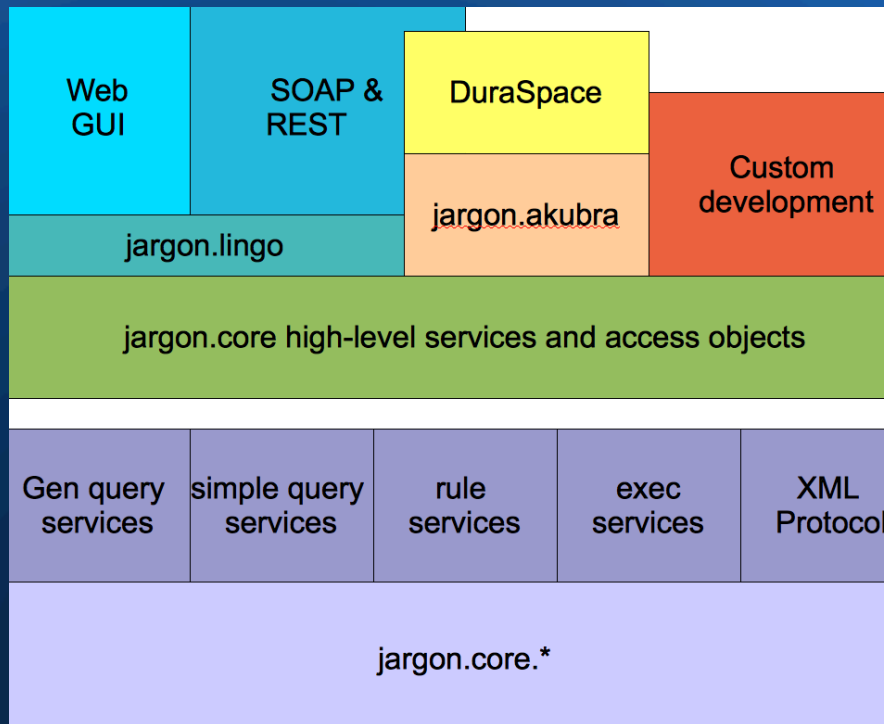 Web
GUI
SOAP &
REST
DuraSpace
Custom
development
jargon.akubra
jargon.lingo
jargon.core high-level services and access objects
Gen query
services
simple query
services
rule
services
exec
services
XML
Protocol
jargon.core.*